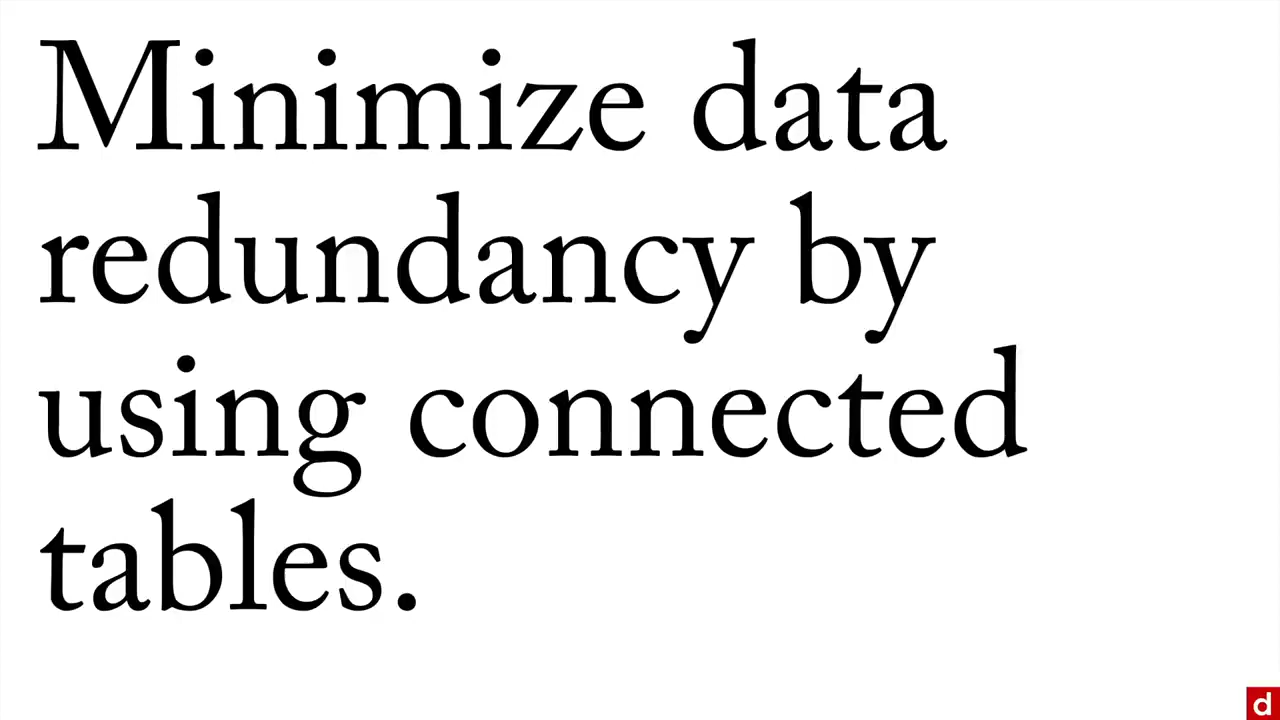 Minimize data
redundancy by
using connected
tables.
d